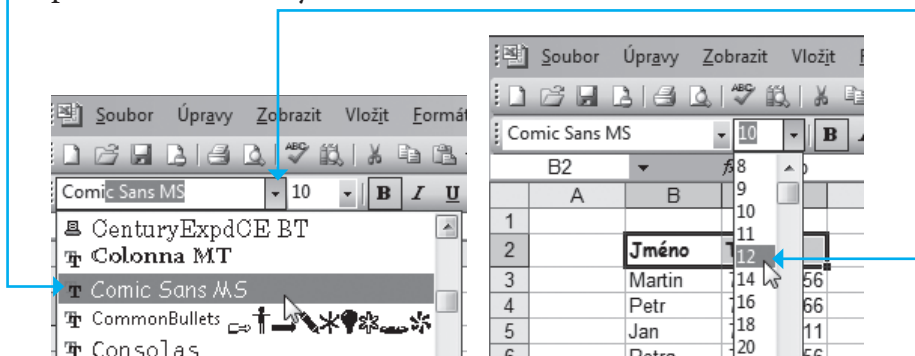 Soubor Úpravy Zobrazit Vložit Formát
Comic Sans MS 10 B I U
CenturyExpdCE BT
Colonna MT
Comic Sans MS
CommonBullets
Consolas
Soubor Úpravy Zobrazit Vložit
Comic Sans MS 10 B
B2
8
9
10
11
12
14
16
18
20
A B
1
2 Jméno
3 Martin 56
4 Petr 66
5 Jan 11